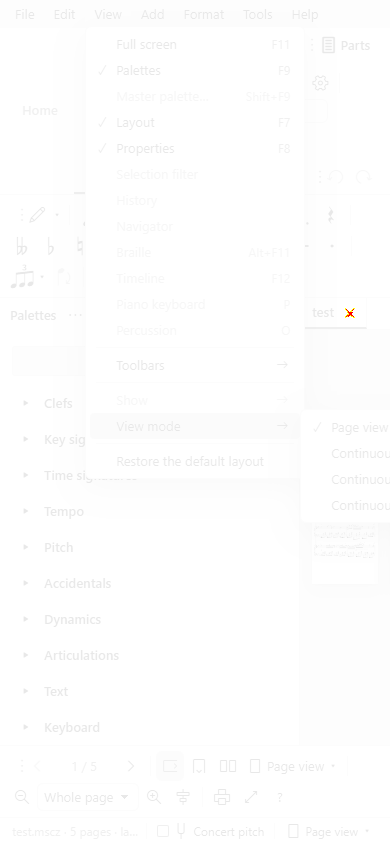 File Edit View Add Format Tools Help
Full screen F11
Parts
Palettes F9
Master palette... Shift+F9
Home
Layout F7
Properties F8
Selection filter
History
Navigator
Braille Alt+F11
Timeline F12
Piano keyboard P
Palettes ···
test
Percussion O
Toolbars
Clefs
Show
View mode
Page view
Key sig
Continuou
Restore the default layout
Time signatures
Continuou
Tempo
Continuou
Pitch
Accidentals
Dynamics
Articulations
Text
Keyboard
1 / 5
Page view
Whole page
?
test.mscz - 5 pages - la...
Concert pitch
Page view